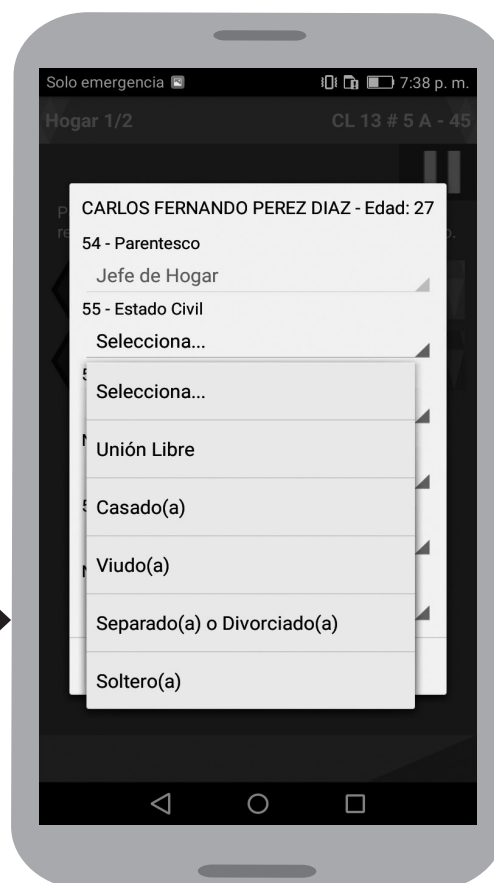 Solo emergencia 7:38 p. m.
Hogar 1/2 CL 13 # 5 A - 45
CARLOS FERNANDO PEREZ DIAZ - Edad: 27
54 - Parentesco
Jefe de Hogar
55 - Estado Civil
Selecciona...
Selecciona...
Unión Libre
Casado(a)
Viudo(a)
Separado(a) o Divorciado(a)
Soltero(a)